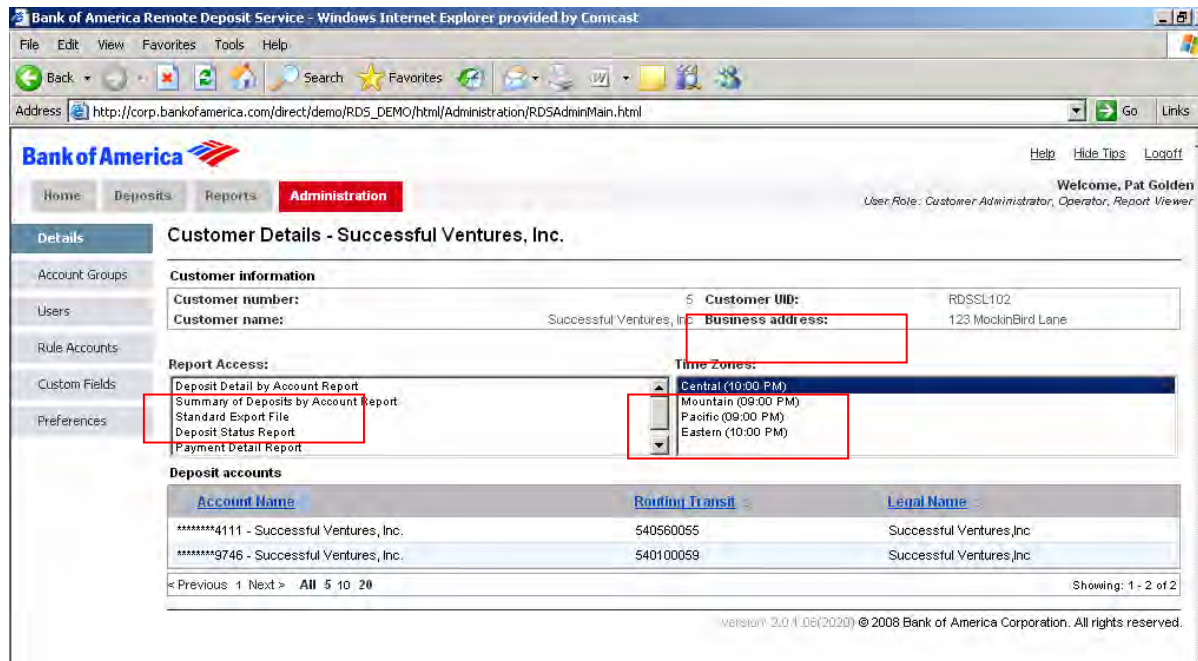 Bank of America Remote Deposit Service - Windows Internet Explorer provided by Comcast
File Edit View Favorites Tools Help
Back Search Favorites
Address http://corp.bankofamerica.com/direct/demo/RDS_DEMO/html/Administration/RDSAdminMain.html Go Links
Bank of America Help Hide Tips Logoff
Welcome, Pat Golden
Home Deposits Reports Administration
User Role: Customer Administrator, Operator, Report Viewer
Details Customer Details - Successful Ventures, Inc.
Account Groups Customer information
Customer number: 5 Customer UID: RDSSL102
Users
Customer name: Successful Ventures, Inc Business address: 123 MockinBird Lane
Rule Accounts
Report Access: Time Zones:
Custom Fields Deposit Detail by Account Report Central (10:00 PM)
Summary of Deposits by Account Report Mountain (09:00 PM)
Preferences Standard Export File Pacific (09:00 PM)
Deposit Status Report Eastern (10:00 PM)
Payment Detail Report
Deposit accounts
Account Name Routing Transit Legal Name
********4111 - Successful Ventures, Inc. 540560055 Successful Ventures,Inc
********9746 - Successful Ventures, Inc. 540100059 Successful Ventures,Inc
< Previous 1 Next > All 5 10 20 Showing: 1 - 2 of 2
version: 2.0.1.06(2020) © 2008 Bank of America Corporation. All rights reserved.